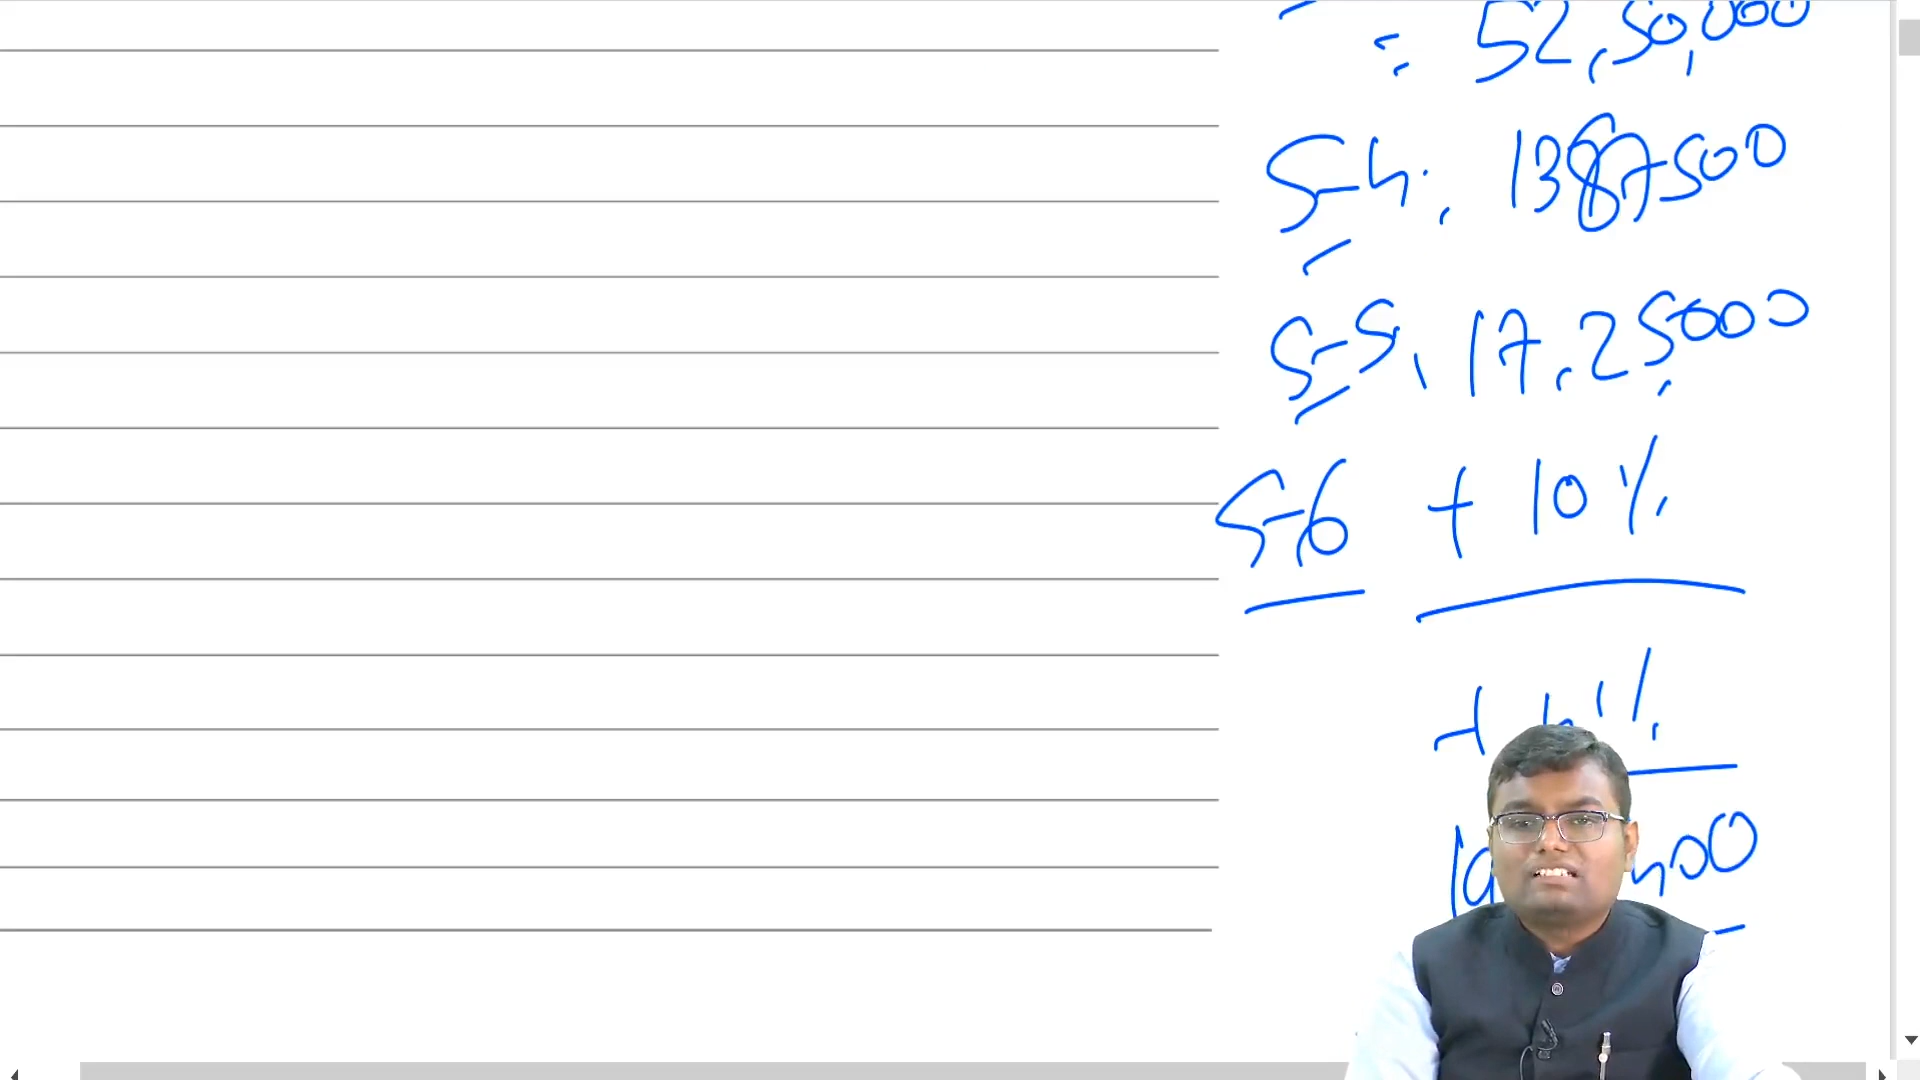 = 52,50,000
S-4. 1387500
S-5. 17,25000
S-6 + 10%
+ 4%